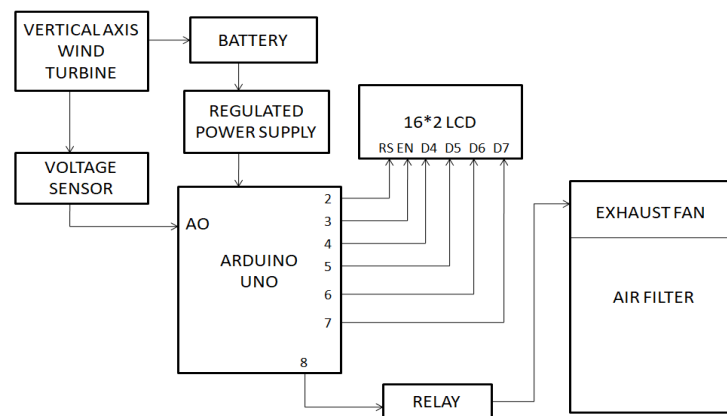 VERTICAL AXIS
WIND
TURBINE
BATTERY
REGULATED
POWER SUPPLY
16*2 LCD
RS EN D4 D5 D6 D7
VOLTAGE
SENSOR
AO
ARDUINO
UNO
2
3
4
5
6
7
8
RELAY
EXHAUST FAN
AIR FILTER